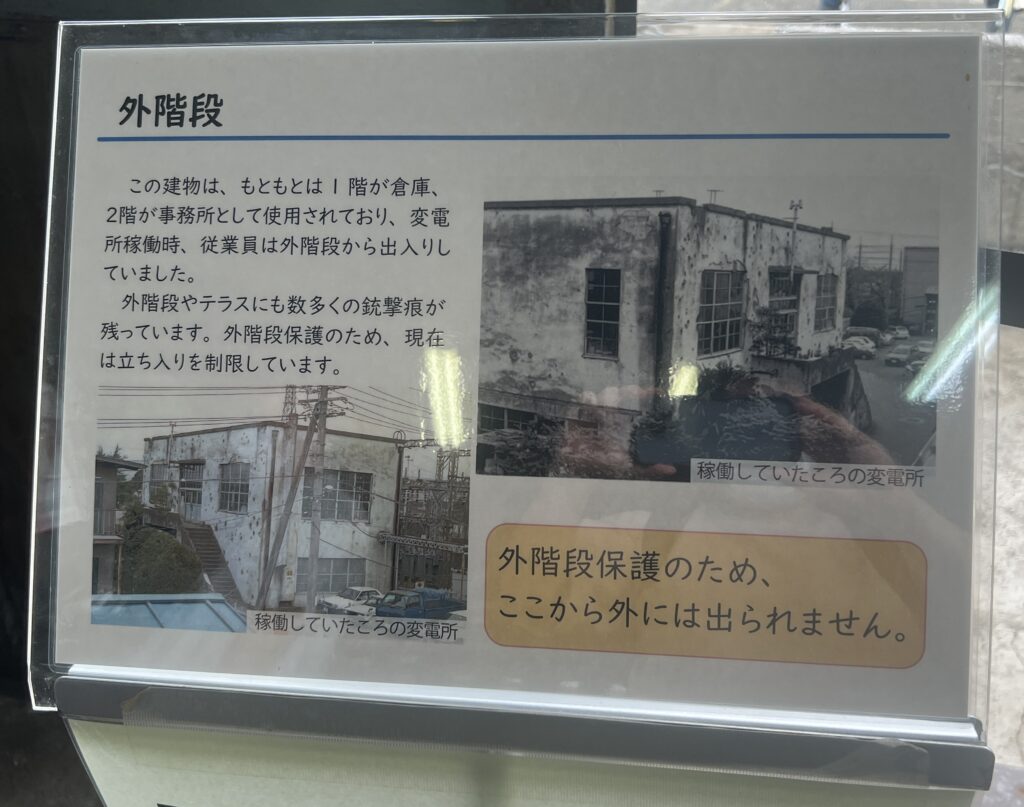 外階段
この建物は、もともとは1階が倉庫、
2階が事務所として使用されており、変電
所稼働時、従業員は外階段から出入りし
ていました。
外階段やテラスにも数多くの銃撃痕が
残っています。外階段保護のため、現在
は立ち入りを制限しています。
稼働していたころの変電所
稼働していたころの変電所
外階段保護のため、
ここから外には出られません。